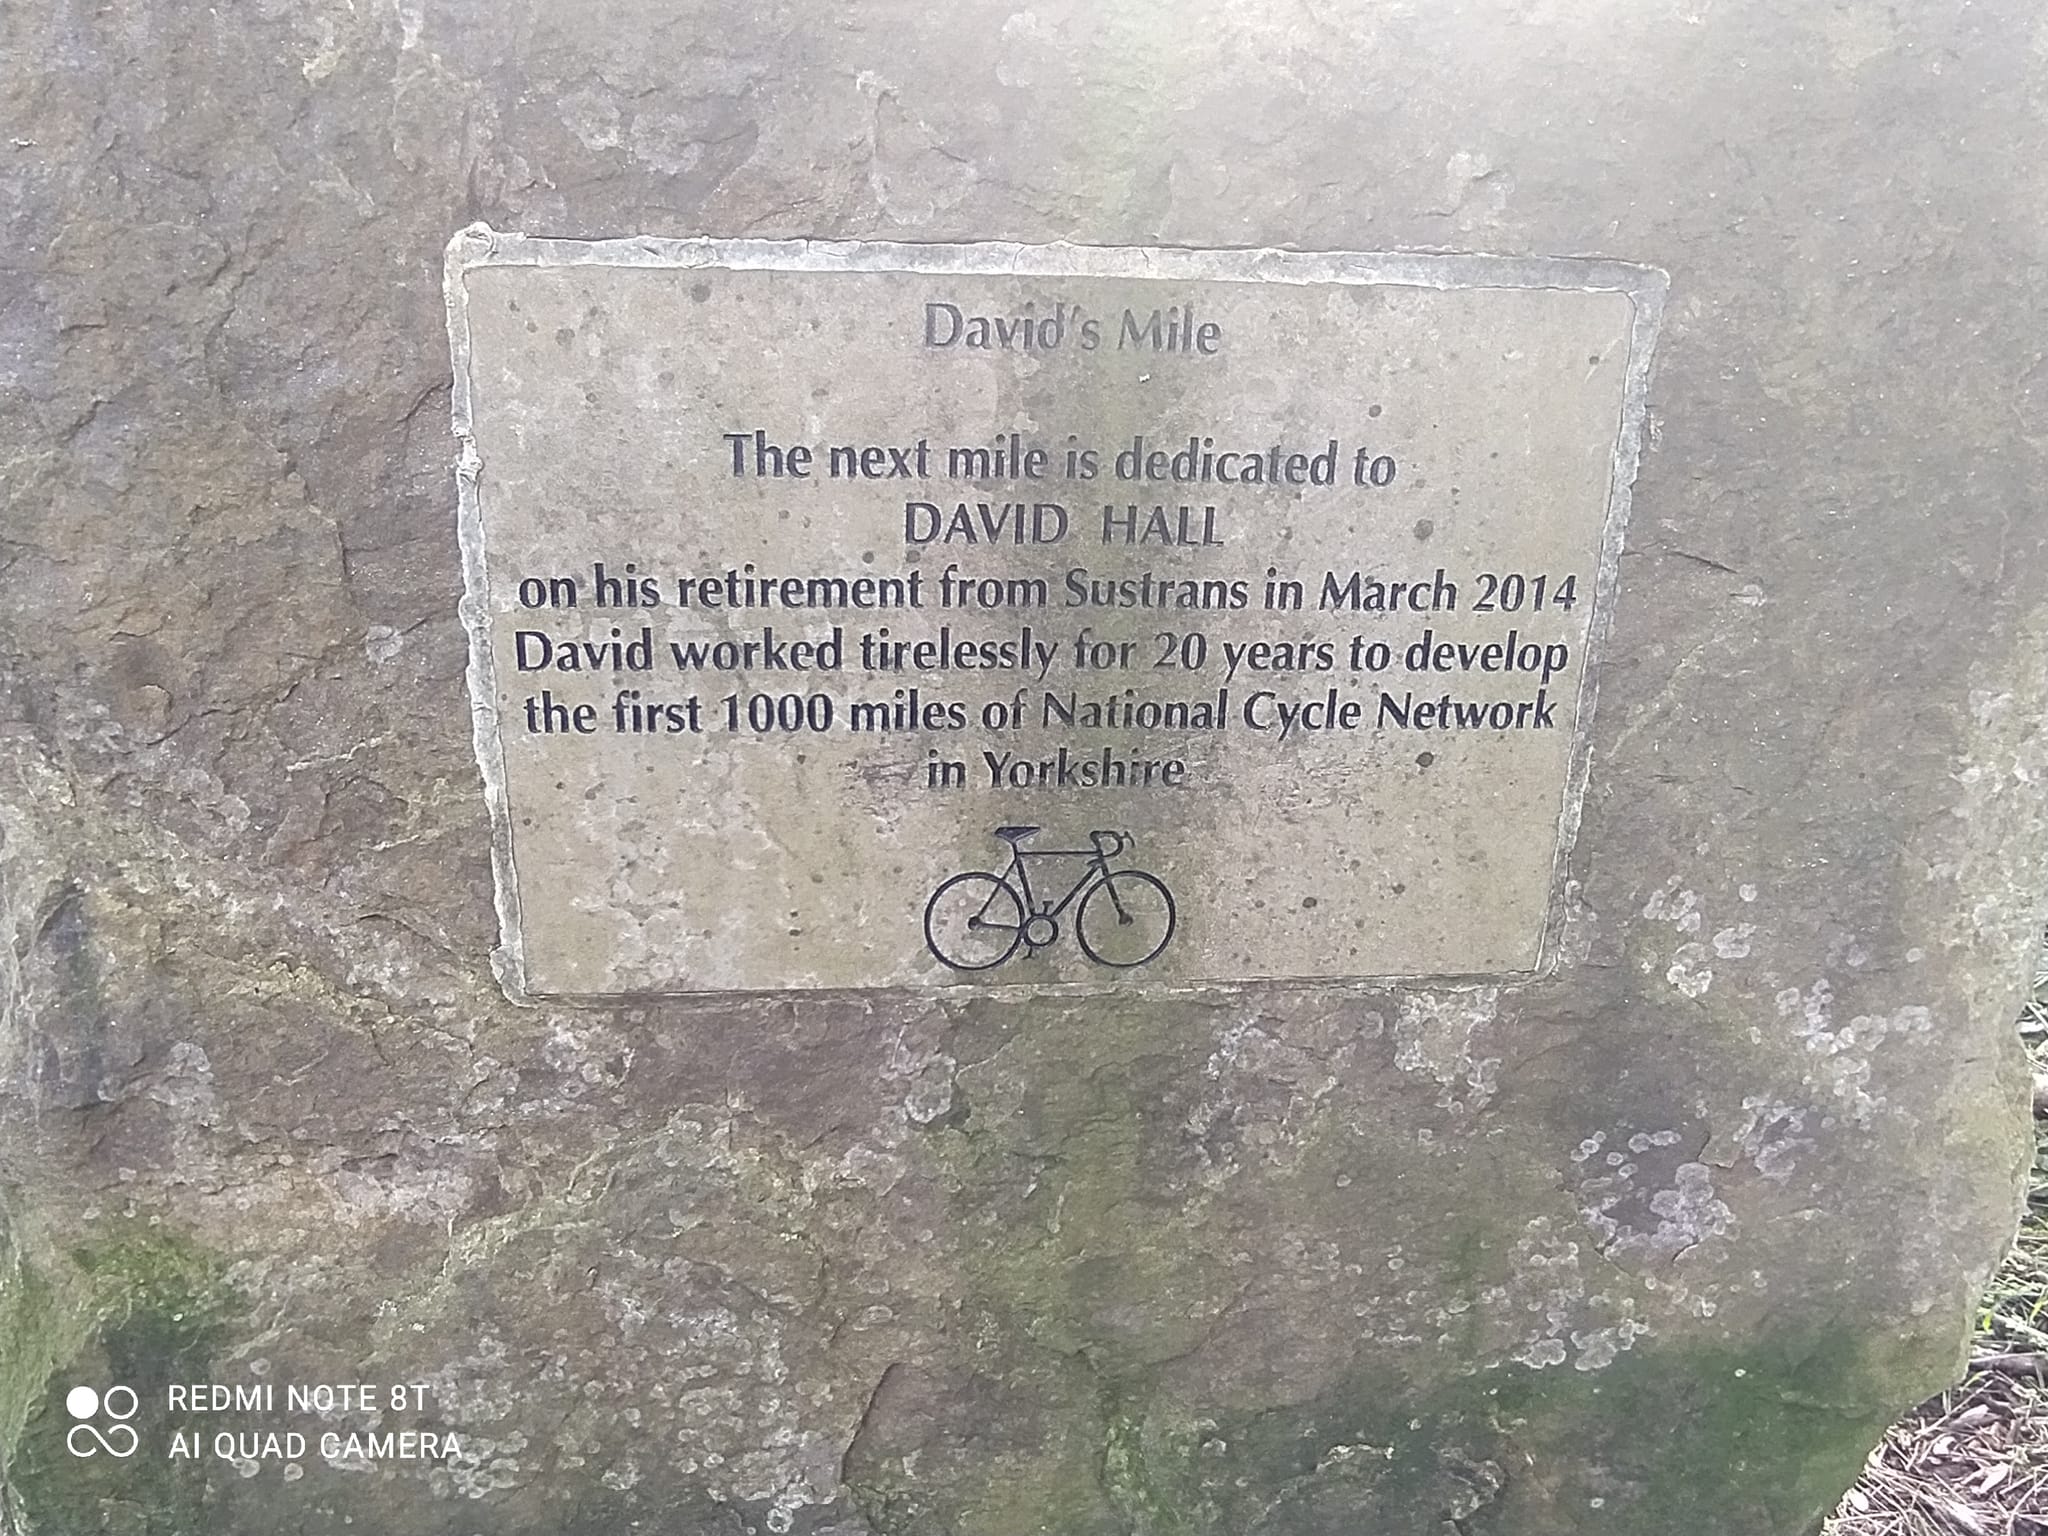 David's Mile
The next mile is dedicated to
DAVID HALL
on his retirement from Sustrans in March 2014
David worked tirelessly for 20 years to develop
the first 1000 miles of National Cycle Network
in Yorkshire
REDMI NOTE 8T
AI QUAD CAMERA